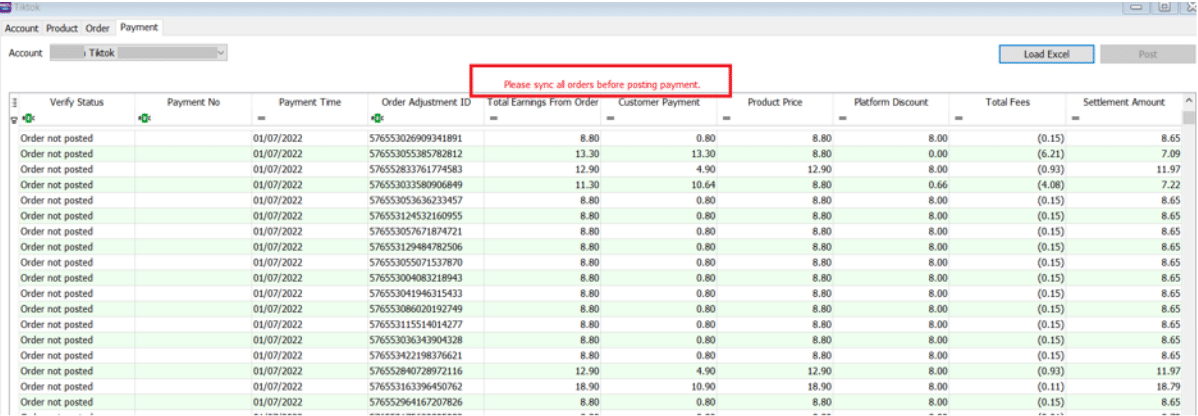 Tiktok
Account Product Order Payment
Account Tiktok
Load Excel Post
Please sync all orders before posting payment.
Verify Status Payment No Payment Time Order Adjustment ID Total Earnings From Order Customer Payment Product Price Platform Discount Total Fees Settlement Amount
= = = = = = =
Order not posted 01/07/2022 576553026909341891 8.80 0.80 8.80 8.00 (0.15) 8.65
Order not posted 01/07/2022 576553055385782812 13.30 13.30 8.80 0.00 (6.21) 7.09
Order not posted 01/07/2022 576552833761774583 12.90 4.90 12.90 8.00 (0.93) 11.97
Order not posted 01/07/2022 576553033580906849 11.30 10.64 8.80 0.66 (4.08) 7.22
Order not posted 01/07/2022 576553053636233457 8.80 0.80 8.80 8.00 (0.15) 8.65
Order not posted 01/07/2022 576553124532160955 8.80 0.80 8.80 8.00 (0.15) 8.65
Order not posted 01/07/2022 576553057671874721 8.80 0.80 8.80 8.00 (0.15) 8.65
Order not posted 01/07/2022 576553129484782506 8.80 0.80 8.80 8.00 (0.15) 8.65
Order not posted 01/07/2022 576553055071537870 8.80 0.80 8.80 8.00 (0.15) 8.65
Order not posted 01/07/2022 576553004083218943 8.80 0.80 8.80 8.00 (0.15) 8.65
Order not posted 01/07/2022 576553041946315433 8.80 0.80 8.80 8.00 (0.15) 8.65
Order not posted 01/07/2022 576553086020192749 8.80 0.80 8.80 8.00 (0.15) 8.65
Order not posted 01/07/2022 576553115514014277 8.80 0.80 8.80 8.00 (0.15) 8.65
Order not posted 01/07/2022 576553036343904328 8.80 0.80 8.80 8.00 (0.15) 8.65
Order not posted 01/07/2022 576553422198376621 8.80 0.80 8.80 8.00 (0.15) 8.65
Order not posted 01/07/2022 576552840728972116 12.90 4.90 12.90 8.00 (0.93) 11.97
Order not posted 01/07/2022 576553163396450762 18.90 10.90 18.90 8.00 (0.11) 18.79
Order not posted 01/07/2022 576552964167207826 8.80 0.80 8.80 8.00 (0.15) 8.65